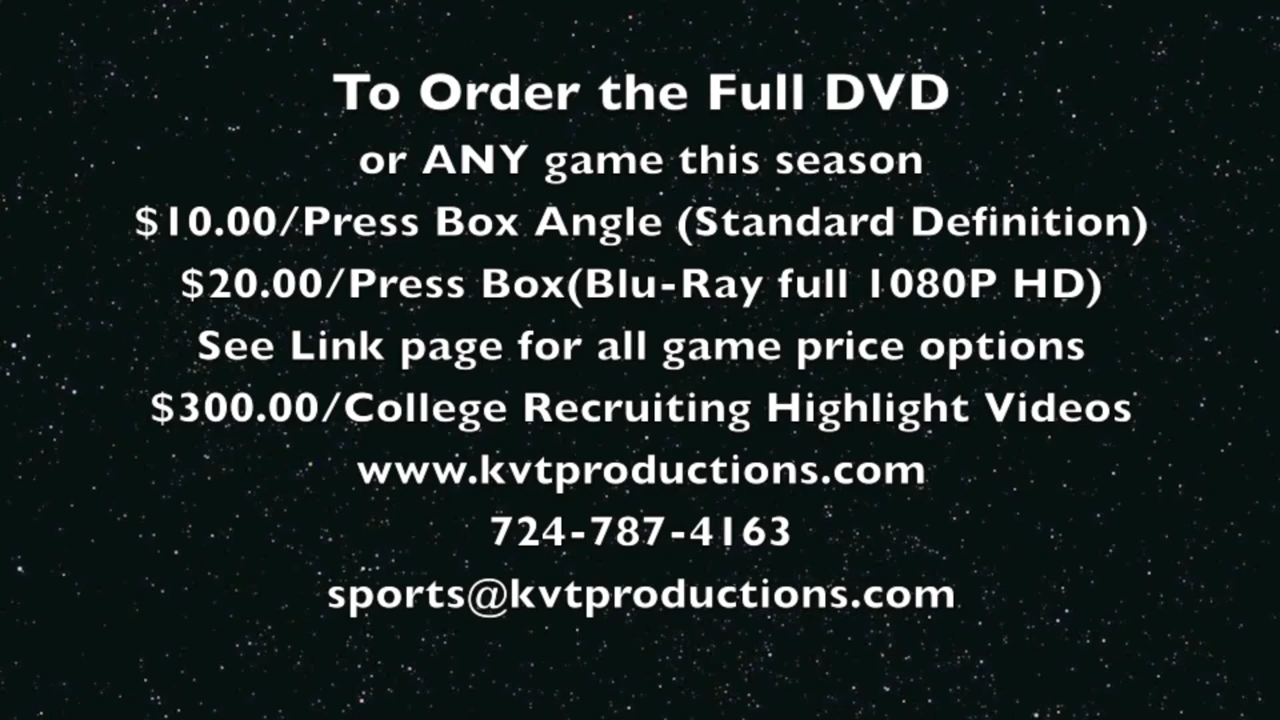 To Order the Full DVD
or ANY game this season
$10.00/Press Box Angle (Standard Definition)
$20.00/Press Box(Blu-Ray full 1080P HD)
See Link page for all game price options
$300.00/College Recruiting Highlight Videos
www.kvtproductions.com
724-787-4163
sports@kvtproductions.com